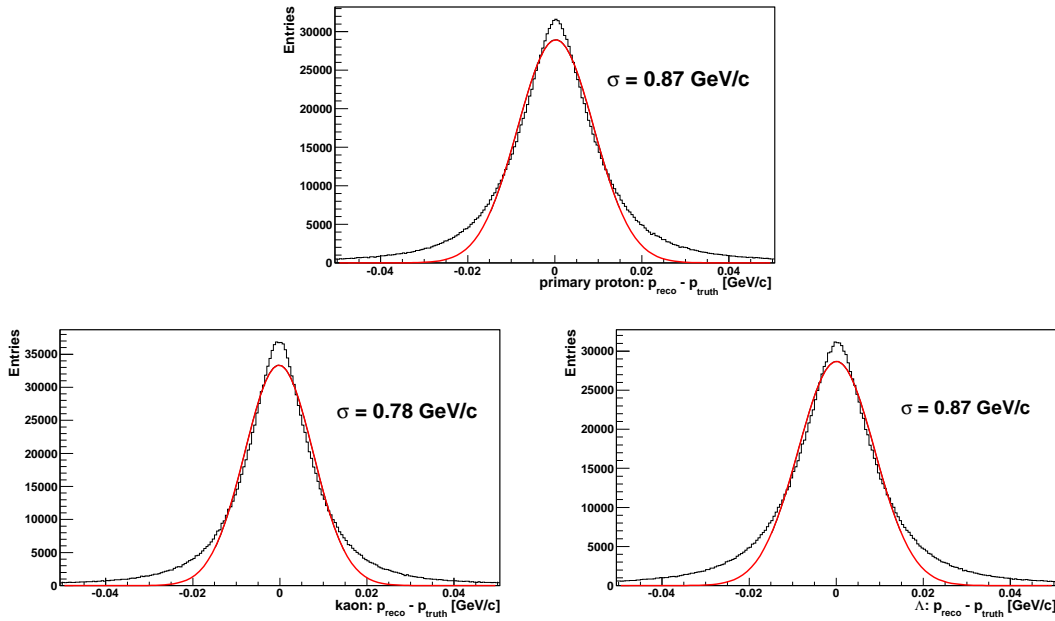 Entries
30000
25000
20000
15000
10000
5000
0
σ = 0.87 GeV/c
-0.04 -0.02 0 0.02 0.04
primary proton: p_reco - p_truth [GeV/c]
Entries
35000
30000
25000
20000
15000
10000
5000
0
σ = 0.78 GeV/c
-0.04 -0.02 0 0.02 0.04
kaon: p_reco - p_truth [GeV/c]
Entries
30000
25000
20000
15000
10000
5000
0
σ = 0.87 GeV/c
-0.04 -0.02 0 0.02 0.04
Λ: p_reco - p_truth [GeV/c]